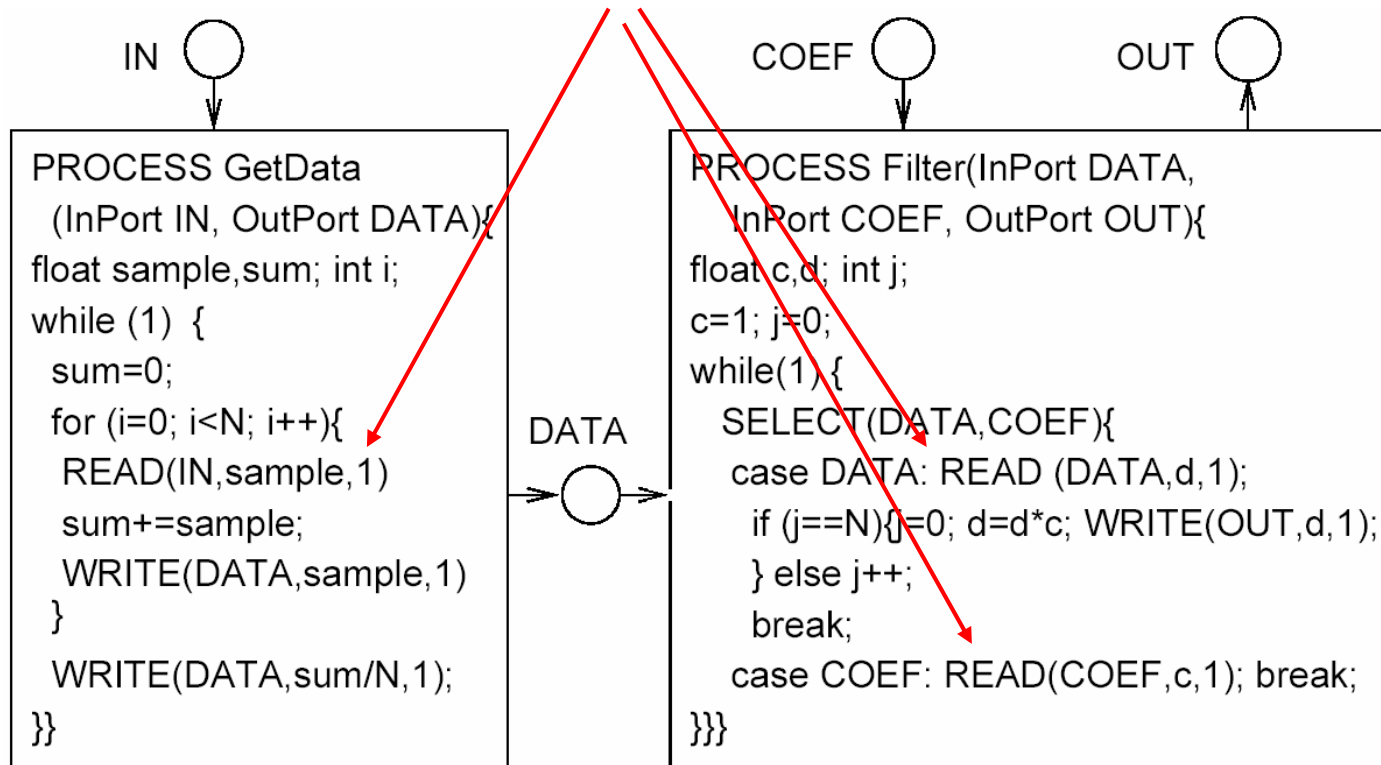 IN
COEF
OUT
PROCESS GetData
(InPort IN, OutPort DATA){
float sample,sum; int i;
while (1) {
sum=0;
for (i=0; i<N; i++){
READ(IN,sample,1)
sum+=sample;
WRITE(DATA,sample,1)
}
WRITE(DATA,sum/N,1);
}}
DATA
PROCESS Filter(InPort DATA,
InPort COEF, OutPort OUT){
float c,d; int j;
c=1; j=0;
while(1) {
SELECT(DATA,COEF){
case DATA: READ (DATA,d,1);
if (j==N){j=0; d=d*c; WRITE(OUT,d,1);
} else j++;
break;
case COEF: READ(COEF,c,1); break;
}}}